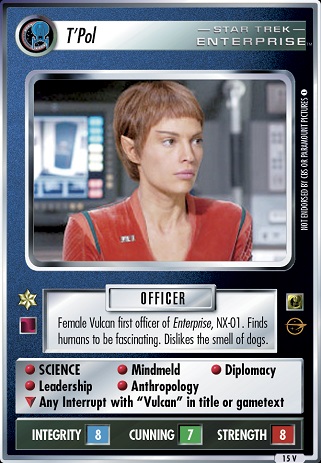 T'Pol
STAR TREK
ENTERPRISE™
NOT ENDORSED BY CBS OR PARAMOUNT PICTURES
OFFICER
Female Vulcan first officer of Enterprise, NX-01. Finds
humans to be fascinating. Dislikes the smell of dogs.
SCIENCE Mindmeld Diplomacy
Leadership Anthropology
Any Interrupt with "Vulcan" in title or gametext
INTEGRITY 8 CUNNING 7 STRENGTH 8
15 V